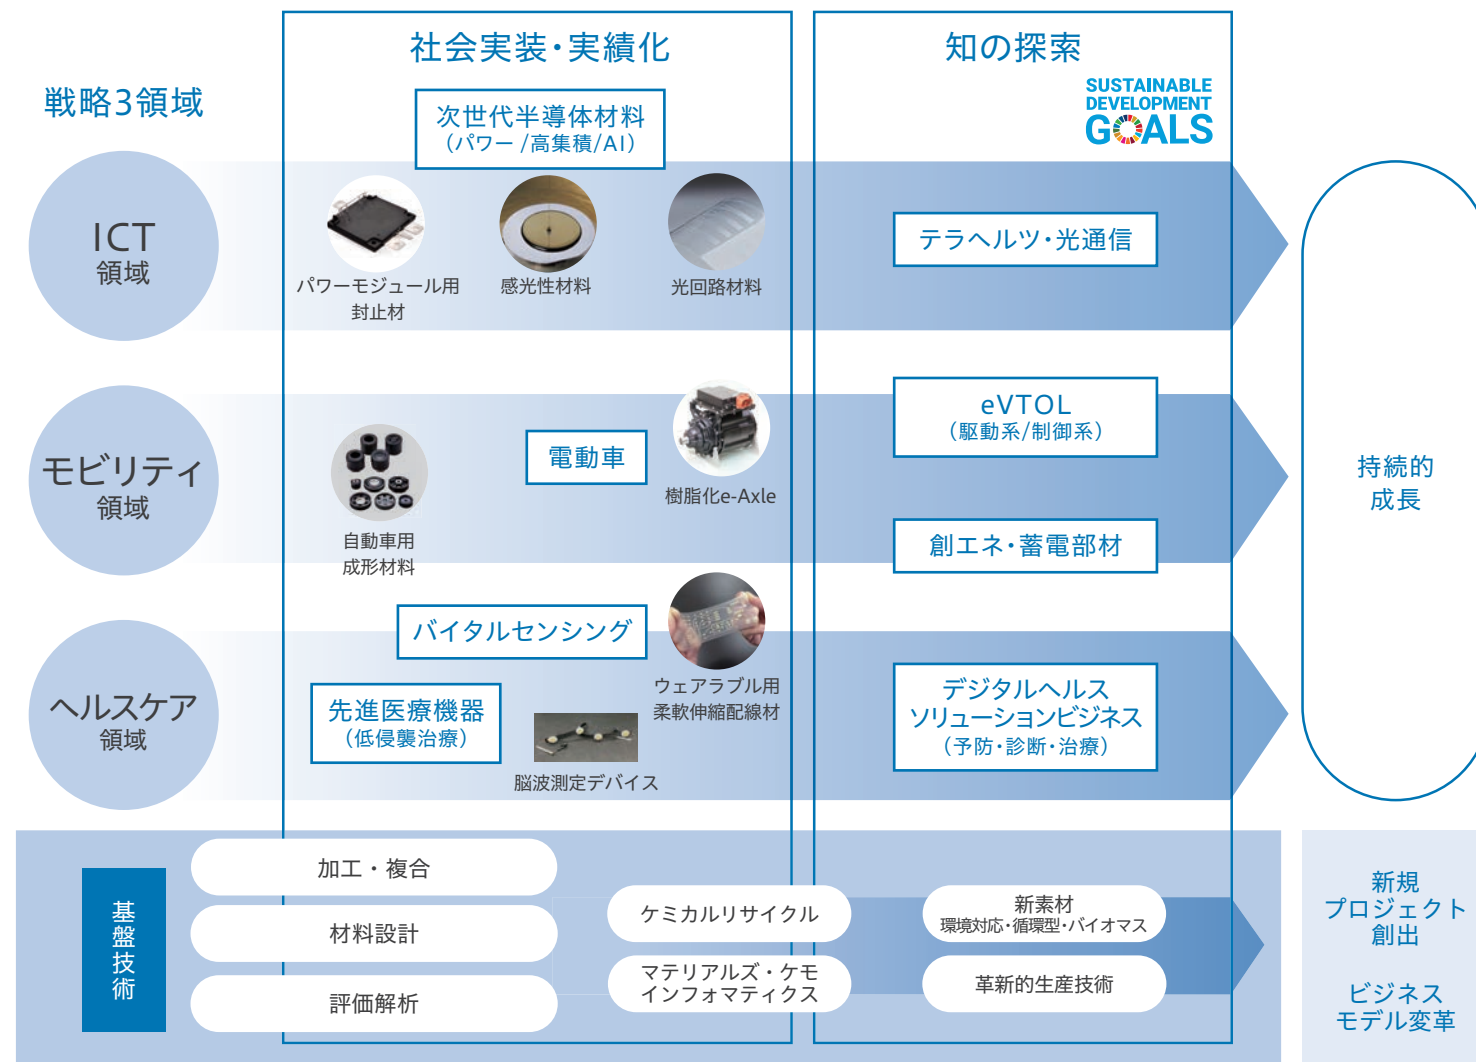 社会実装・実績化
知の探索
戦略3領域
SUSTAINABLE
DEVELOPMENT
GOALS
次世代半導体材料
（パワー /高集積/AI）
ICT
領域
パワーモジュール用
封止材
感光性材料
光回路材料
テラヘルツ・光通信
モビリティ
領域
自動車用
成形材料
電動車
樹脂化e-Axle
eVTOL
（駆動系/制御系）
創エネ・蓄電部材
持続的
成長
ヘルスケア
領域
バイタルセンシング
先進医療機器
（低侵襲治療）
脳波測定デバイス
ウェアラブル用
柔軟伸縮配線材
デジタルヘルス
ソリューションビジネス
（予防・診断・治療）
基盤技術
加工・複合
材料設計
評価解析
ケミカルリサイクル
マテリアルズ・ケモ
インフォマティクス
新素材
環境対応・循環型・バイオマス
革新的生産技術
新規
プロジェクト
創出
ビジネス
モデル変革